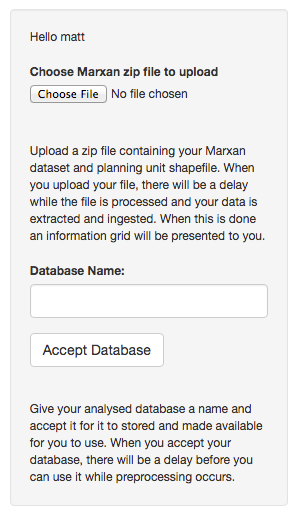 Hello matt
Choose Marxan zip file to upload
Choose File No file chosen
Upload a zip file containing your Marxan
dataset and planning unit shapefile. When
you upload your file, there will be a delay
while the file is processed and your data is
extracted and ingested. When this is done
an information grid will be presented to you.
Database Name:
Accept Database
Give your analysed database a name and
accept it for it to stored and made available
for you to use. When you accept your
database, there will be a delay before you
can use it while preprocessing occurs.